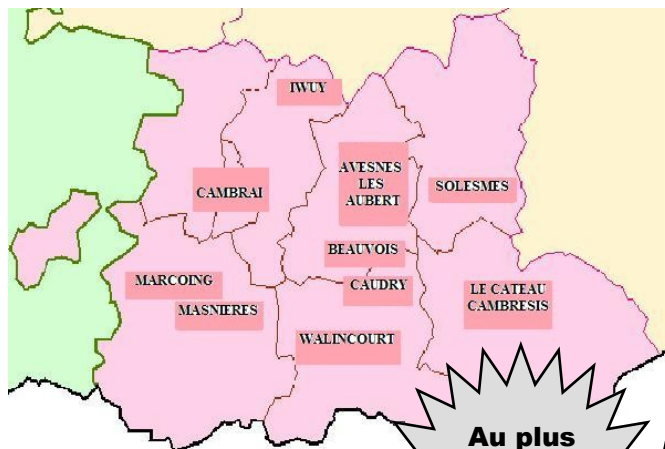 IWUY
AVESNES
LES
AUBERT
CAMBRAI
SOLESMES
BEAUVOIS
MARCOING
CAUDRY
LE CATEAU
CAMBRESIS
MASNIERES
WALINCOURT
Au plus